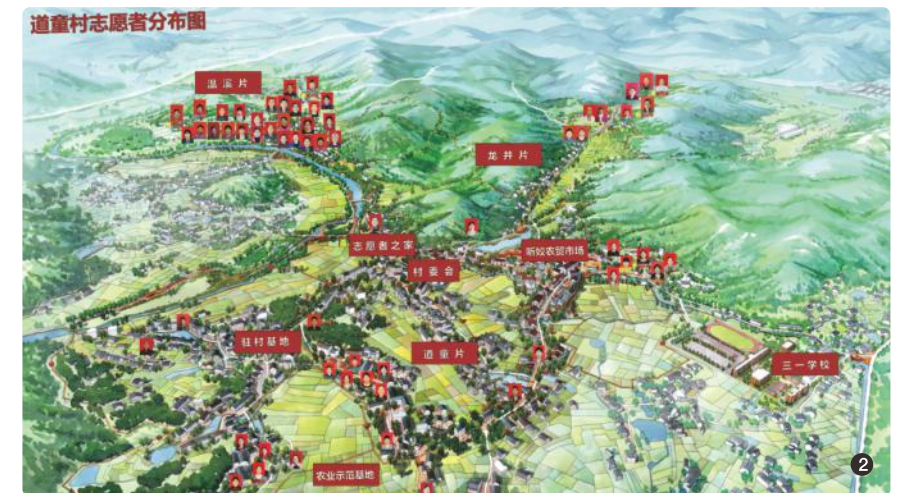 道童村志愿者分布图
温溪片
龙井片
志愿者之家
村委会
昕姣农贸市场
驻村基地
道童片
三一学校
农业示范基地
2